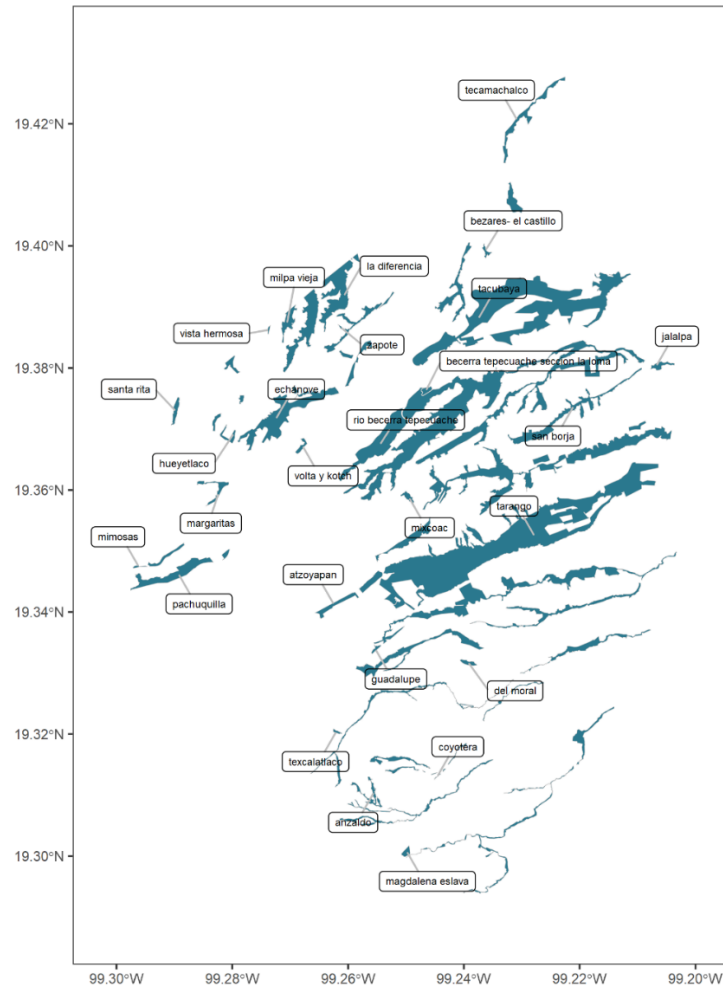 tecamachalco
19.42°N
bezares- el castillo
19.40°N
la diferencia
milpa vieja
tacubaya
vista hermosa
jalalpa
zapote
becerra tepecuache seccion la loma
19.38°N
santa rita
echanove
rio becerra tepecuache
san borja
hueyetlaco
volta y koten
19.36°N
margaritas
tarango
mixcoac
mimosas
atzoyapan
pachuquilla
19.34°N
guadalupe
del moral
19.32°N
coyotera
texcalatlaco
anzaldo
19.30°N
magdalena eslava
99.30°W
99.28°W
99.26°W
99.24°W
99.22°W
99.20°W